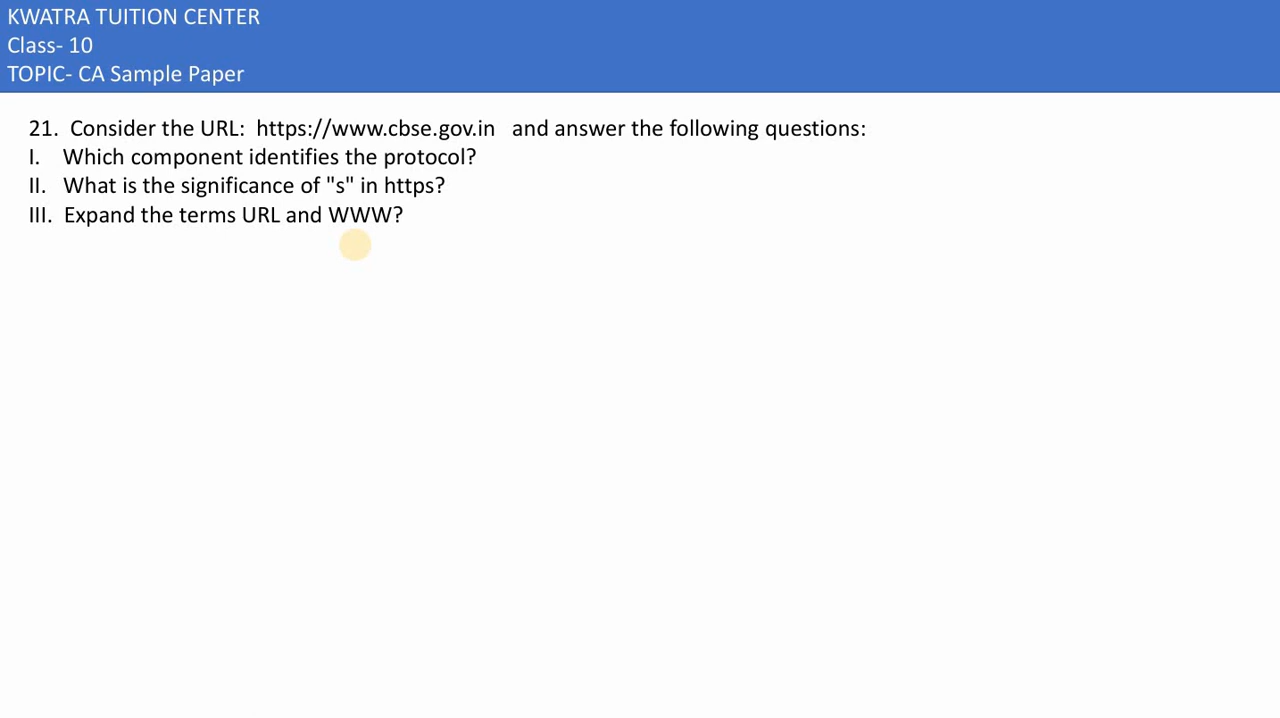 KWATRA TUITION CENTER
Class- 10
TOPIC- CA Sample Paper
21. Consider the URL: https://www.cbse.gov.in and answer the following questions:
I. Which component identifies the protocol?
II. What is the significance of "s" in https?
III. Expand the terms URL and WWW?